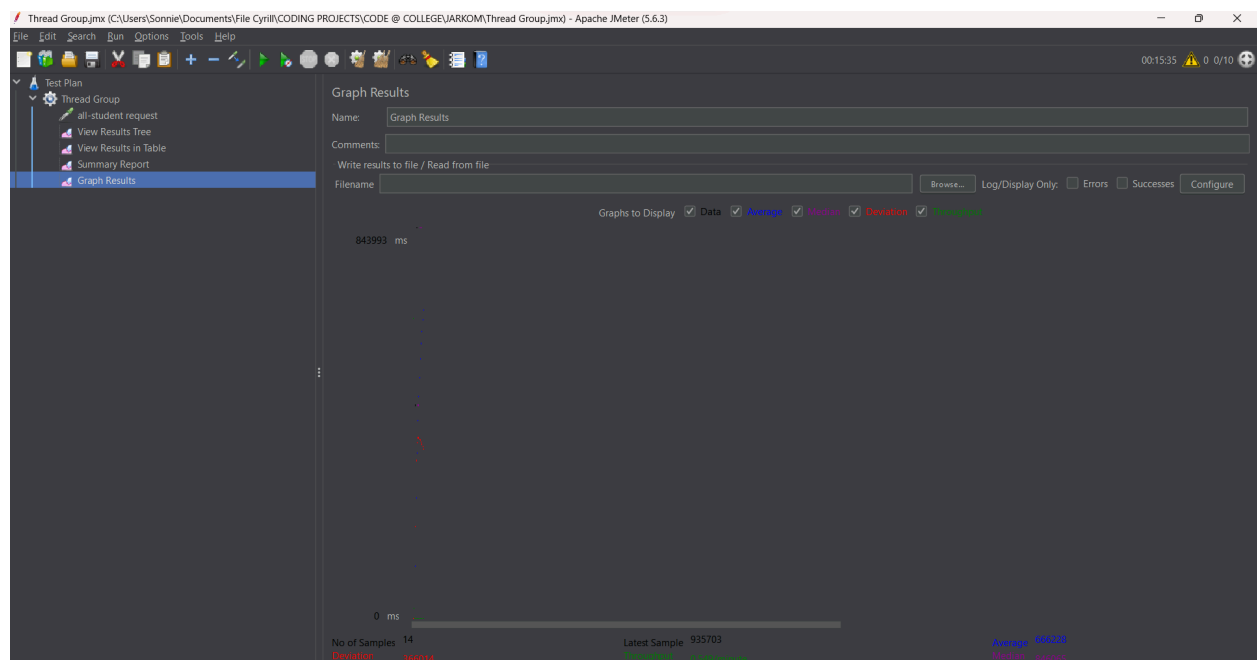 Thread Group.jmx (C:\Users\Sonnie\Documents\File Cyrill\CODING PROJECTS\CODE @ COLLEGE\JARKOM\Thread Group.jmx) - Apache JMeter (5.6.3)
File Edit Search Run Options Tools Help
00:15:35 0 0/10
Test Plan
Thread Group
all-student request
View Results Tree
View Results in Table
Summary Report
Graph Results
Graph Results
Name: Graph Results
Comments:
Write results to file / Read from file
Filename Browse... Log/Display Only: Errors Successes Configure
Graphs to Display Data Average Median Deviation Throughput
843993 ms
0 ms
No of Samples 14 Latest Sample 935703 Average 666228
Deviation Throughput Median